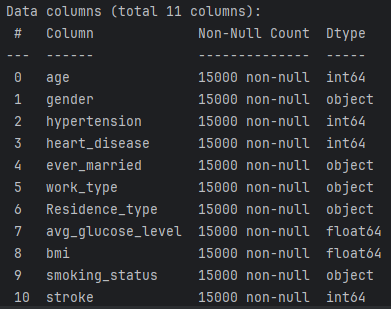 Data columns (total 11 columns):
 #   Column             Non-Null Count  Dtype
---  ------             --------------  -----
 0   age                15000 non-null  int64
 1   gender             15000 non-null  object
 2   hypertension       15000 non-null  int64
 3   heart_disease      15000 non-null  int64
 4   ever_married       15000 non-null  object
 5   work_type          15000 non-null  object
 6   Residence_type     15000 non-null  object
 7   avg_glucose_level  15000 non-null  float64
 8   bmi                15000 non-null  float64
 9   smoking_status     15000 non-null  object
 10  stroke             15000 non-null  int64